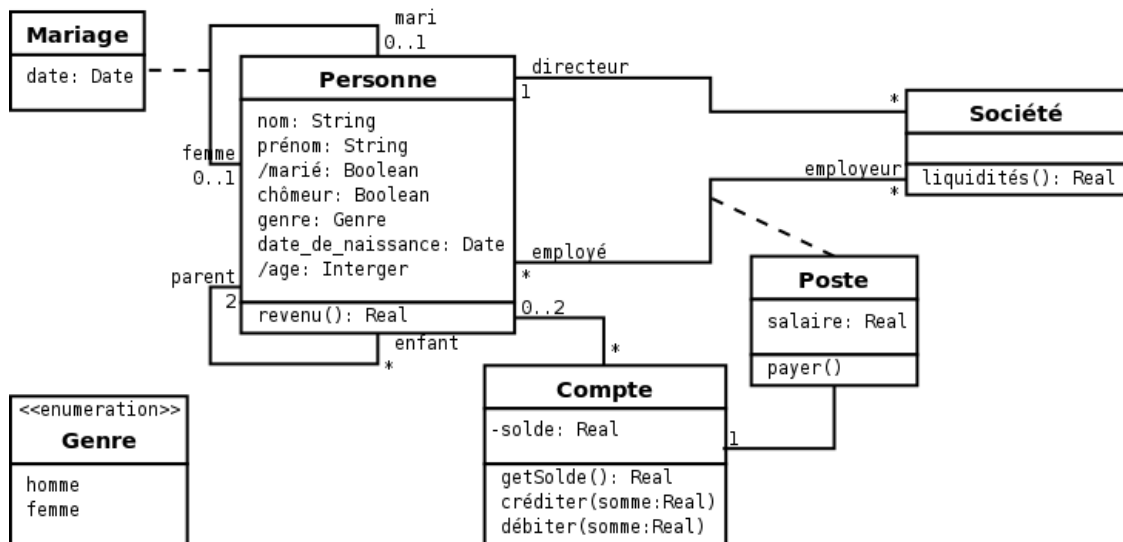 Mariage
date: Date
mari
0..1
femme
0..1
Personne
nom: String
prénom: String
/marié: Boolean
chômeur: Boolean
genre: Genre
date_de_naissance: Date
/age: Interger
revenu(): Real
directeur
1
*
Société
liquidités(): Real
employeur
*
employé
*
parent
2
enfant
*
0..2
*
Poste
salaire: Real
payer()
Compte
-solde: Real
getSolde(): Real
créditer(somme:Real)
débiter(somme:Real)
1
<<enumeration>>
Genre
homme
femme